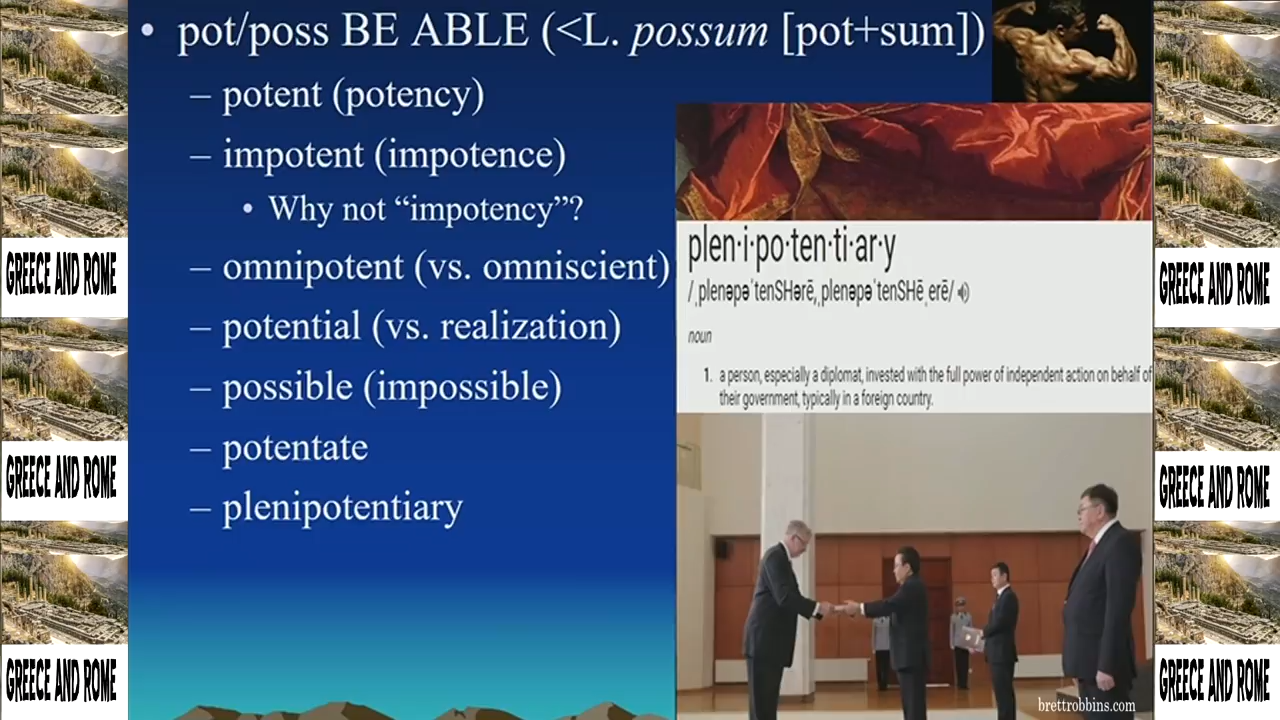 • pot/poss BE ABLE (<L. possum [pot+sum])
– potent (potency)
– impotent (impotence)
• Why not “impotency”?
– omnipotent (vs. omniscient)
– potential (vs. realization)
– possible (impossible)
– potentate
– plenipotentiary
plen·i·po·ten·ti·ar·y
/ˌplenəpəˈtenSHərē,ˌplenəpəˈtenSHēˌerē/
noun
1. a person, especially a diplomat, invested with the full power of independent action on behalf of
their government, typically in a foreign country.
brettrobbins.com
GREECE AND ROME
GREECE AND ROME
GREECE AND ROME
GREECE AND ROME
GREECE AND ROME
GREECE AND ROME